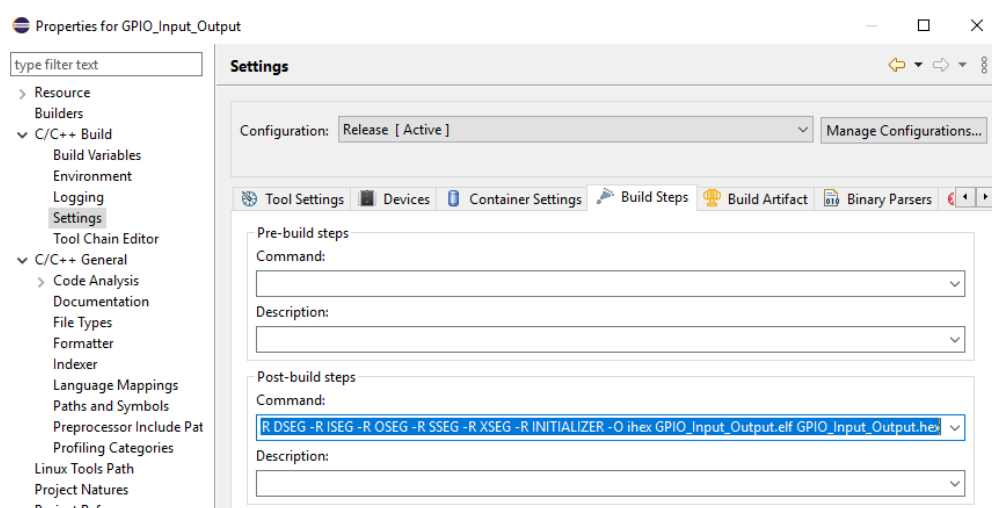 Properties for GPIO_Input_Output
type filter text
Settings
Resource
Builders
C/C++ Build
Build Variables
Environment
Logging
Settings
Tool Chain Editor
C/C++ General
Code Analysis
Documentation
File Types
Formatter
Indexer
Language Mappings
Paths and Symbols
Preprocessor Include Pat
Profiling Categories
Linux Tools Path
Project Natures
Configuration: Release [ Active ] Manage Configurations...
Tool Settings Devices Container Settings Build Steps Build Artifact Binary Parsers
Pre-build steps
Command:
Description:
Post-build steps
Command:
R DSEG -R ISEG -R OSEG -R SSEG -R XSEG -R INITIALIZER -O ihex GPIO_Input_Output.elf GPIO_Input_Output.hex
Description: